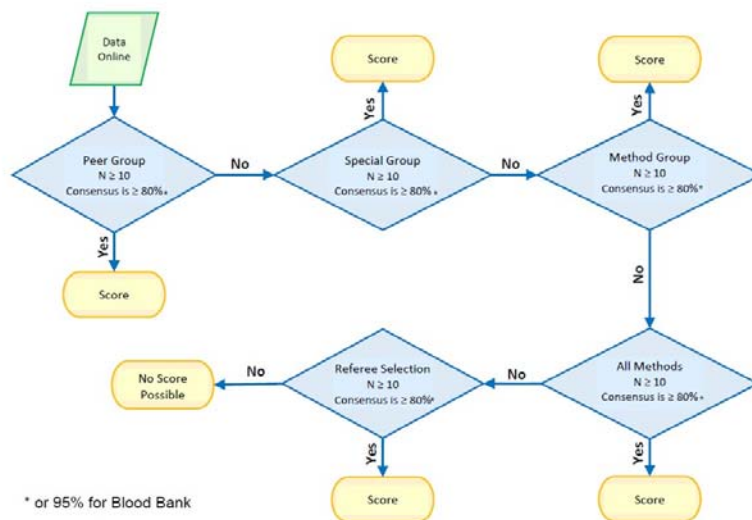 Data
Online
Score
Score
Peer Group
N ≥ 10
Consensus is ≥ 80%*
No
Yes
Special Group
N ≥ 10
Consensus is ≥ 80%*
No
Yes
Method Group
N ≥ 10
Consensus is ≥ 80%*
Yes
Score
No
No Score
Possible
No
Referee Selection
N ≥ 10
Consensus is ≥ 80%*
No
All Methods
N ≥ 10
Consensus is ≥ 80%*
Yes
Yes
Score
Score
* or 95% for Blood Bank